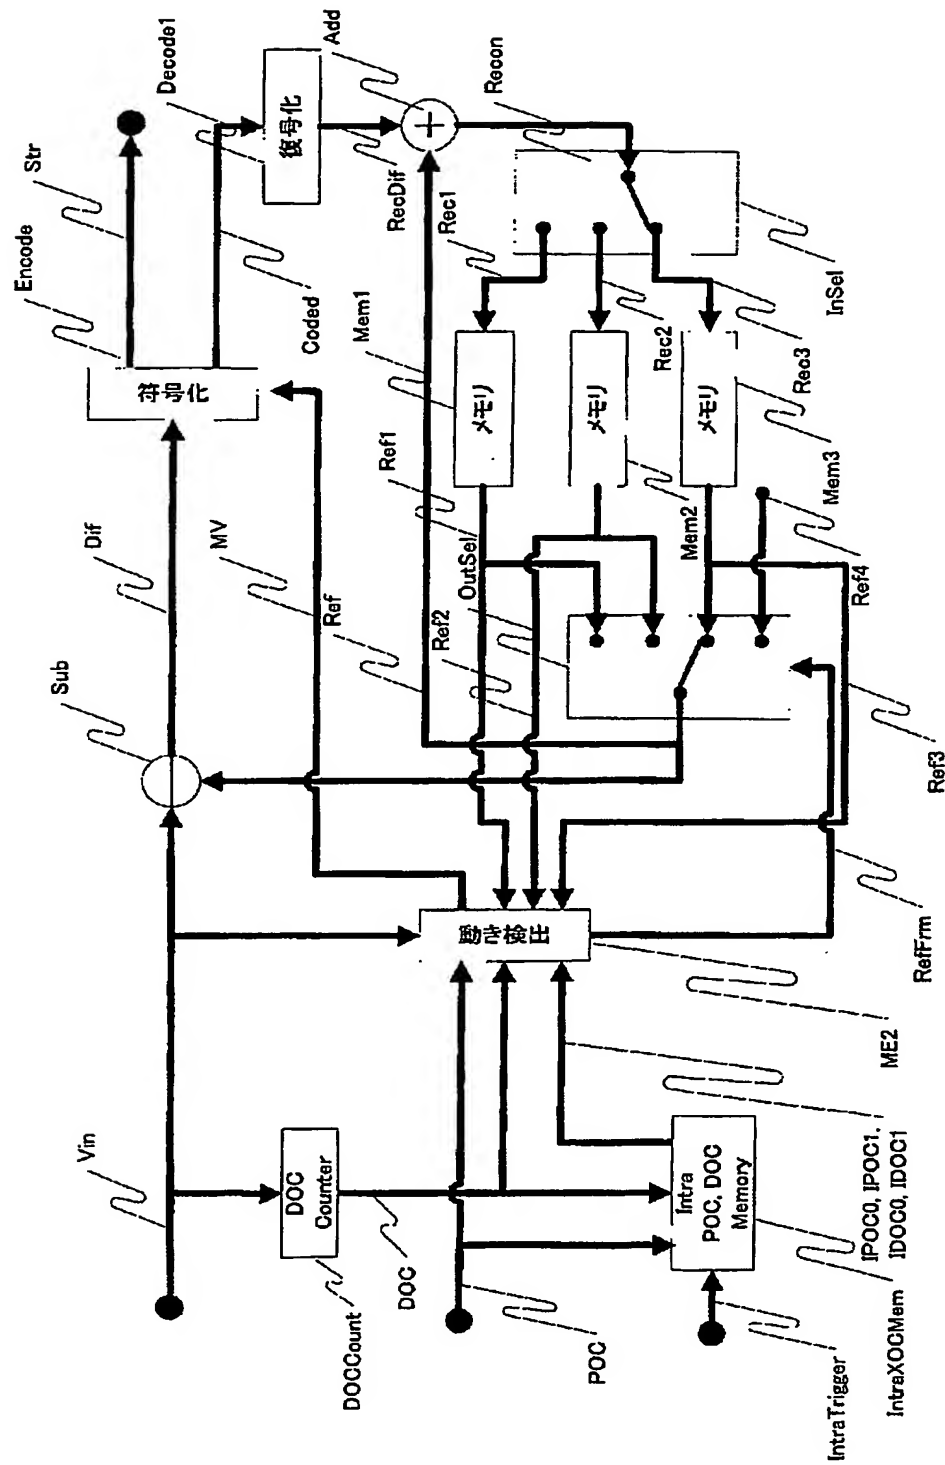 Vin
DOC
Counter
DOCCount
DOC
POC
IntraTrigger
Intra
POC, DOC
Memory
IntraXOCMem
IPOC0, IPOC1,
IDOC0, IDOC1
動き検出
ME2
RefFrm
Ref3
Sub
Dif
MV
Ref
Ref2
OutSel
Ref1
Mem1
Ref4
Mem2
Mem3
メモリ
メモリ
メモリ
Rec1
Rec2
Rec3
InSel
符号化
Encode
Str
Coded
復号化
Decode1
Add
RecDif
Recon
+